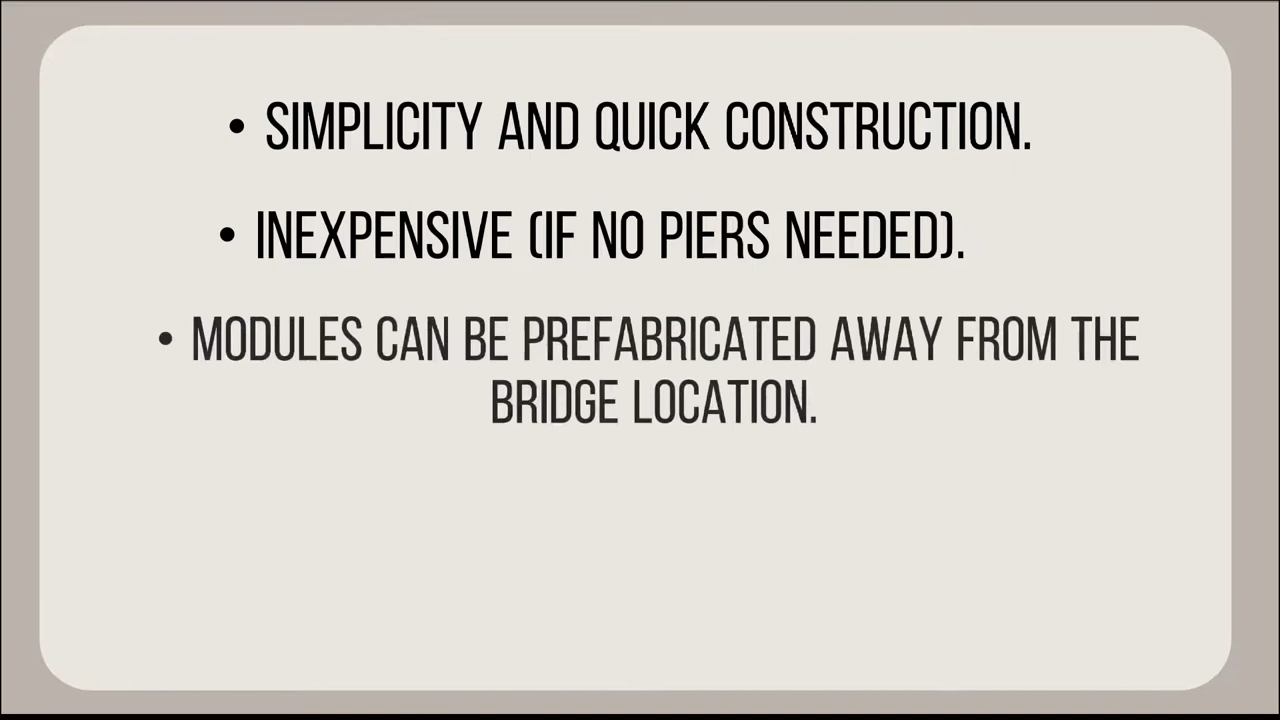 • SIMPLICITY AND QUICK CONSTRUCTION.
• INEXPENSIVE (IF NO PIERS NEEDED).
• MODULES CAN BE PREFABRICATED AWAY FROM THE
BRIDGE LOCATION.